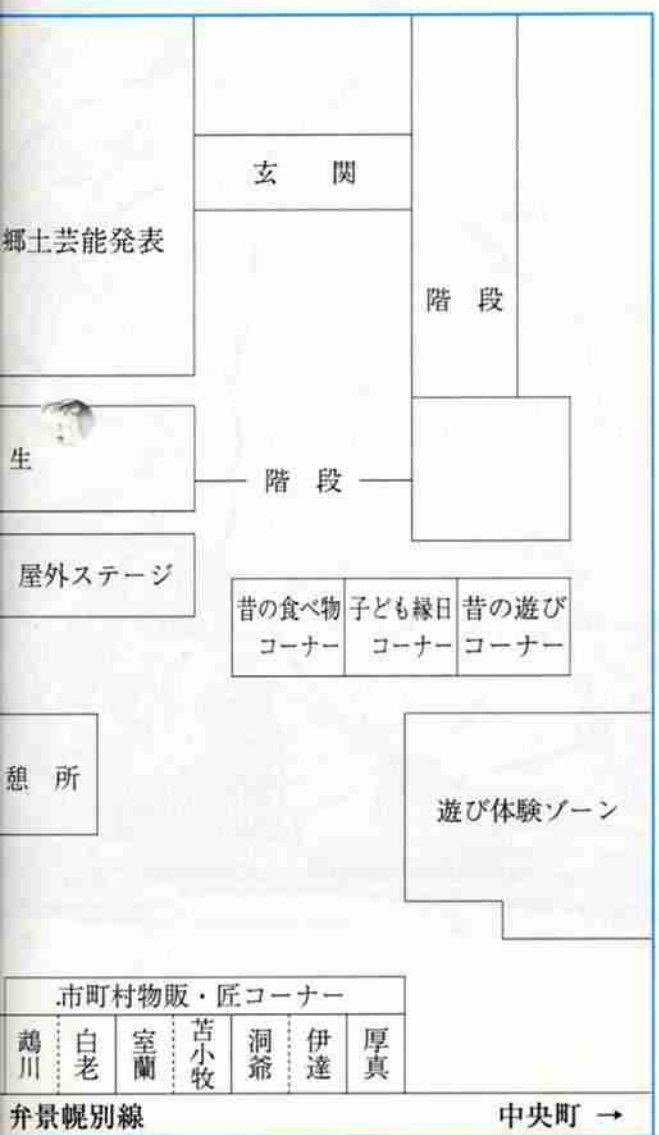 玄 関
郷土芸能発表
階 段
生
階 段
屋外ステージ
昔の食べ物
コーナー
子ども縁日
コーナー
昔の遊び
コーナー
憩 所
遊び体験ゾーン
市町村物販・匠コーナー
鵡川
白老
室蘭
苫小牧
洞爺
伊達
厚真
弁景幌別線
中央町 →